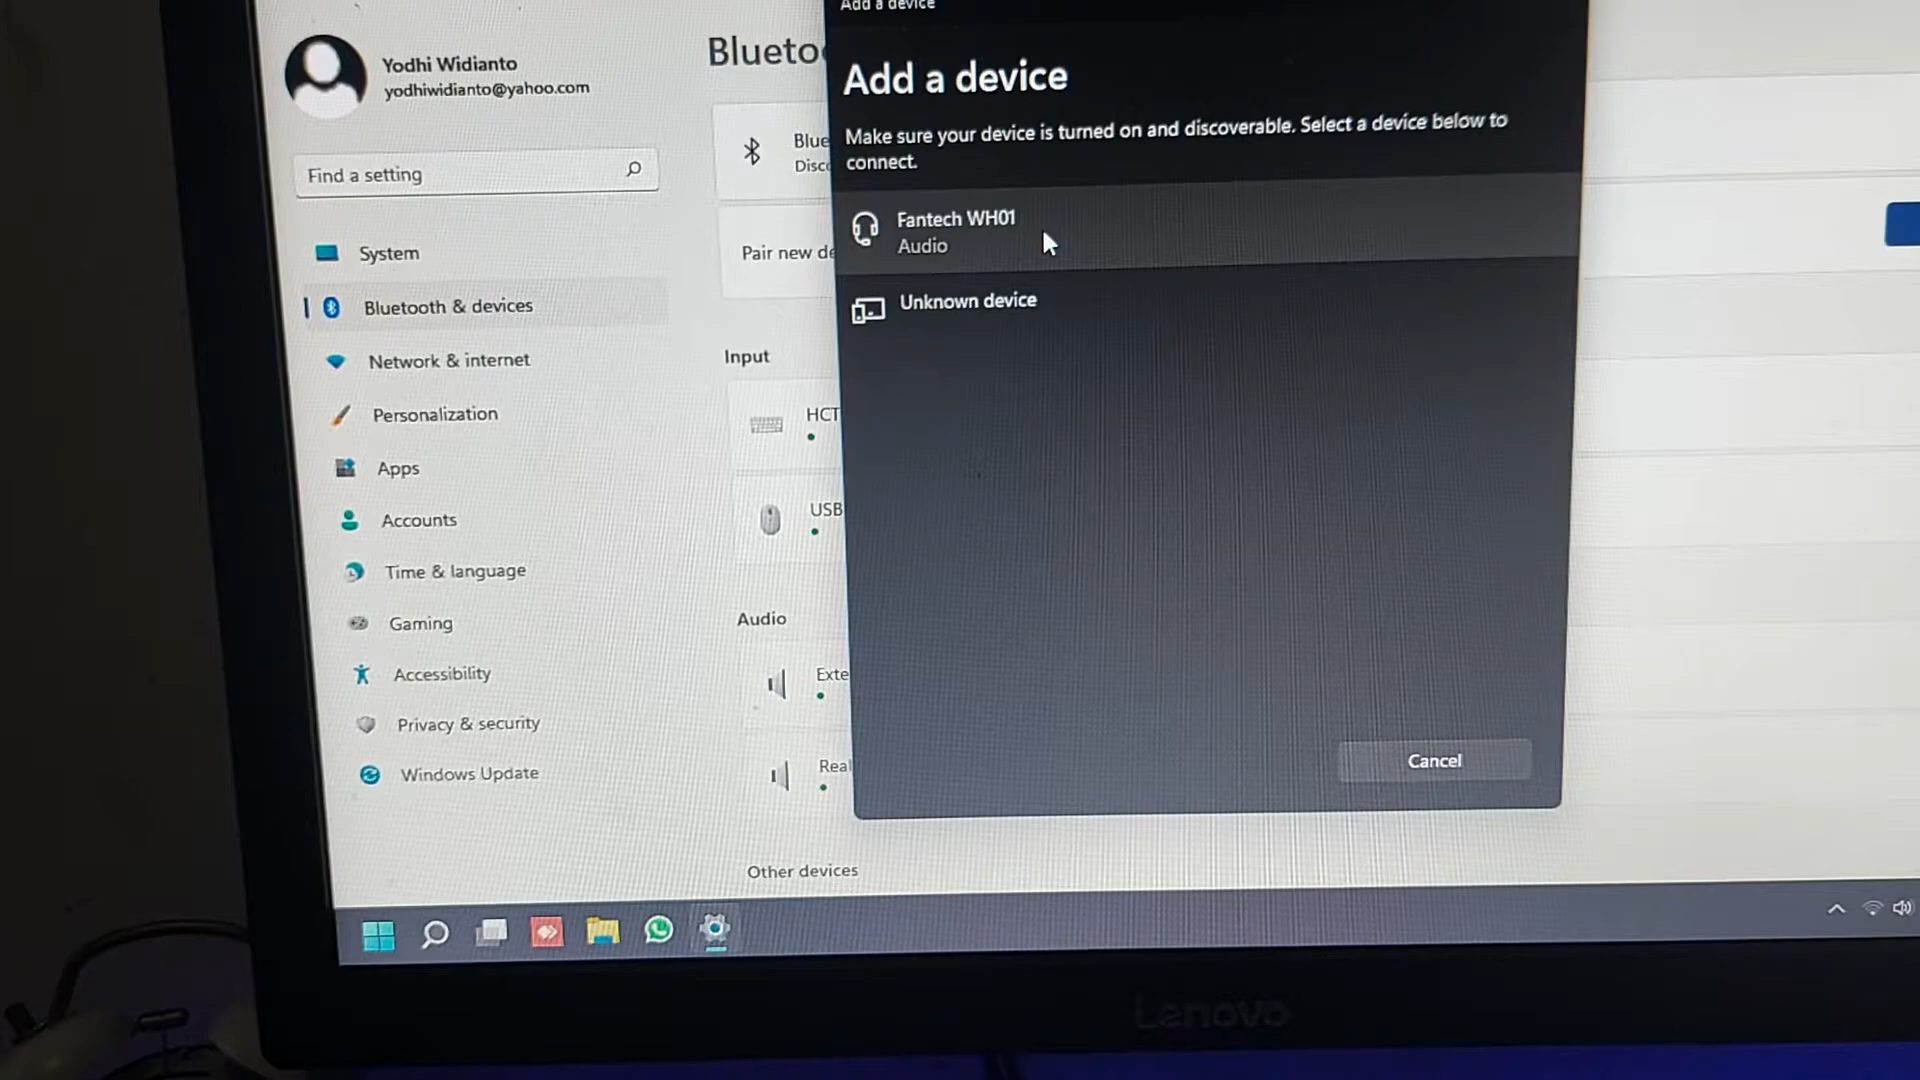 Yodhi Widianto
yodhiwidianto@yahoo.com
Find a setting
System
Bluetooth & devices
Network & internet
Personalization
Apps
Accounts
Time & language
Gaming
Accessibility
Privacy & security
Windows Update
Blueto
Blue
Disc
Pair new de
Input
HCT
USB
Audio
Exte
Real
Other devices
Add a device
Add a device
Make sure your device is turned on and discoverable. Select a device below to
connect.
Fantech WH01
Audio
Unknown device
Cancel
Lenovo